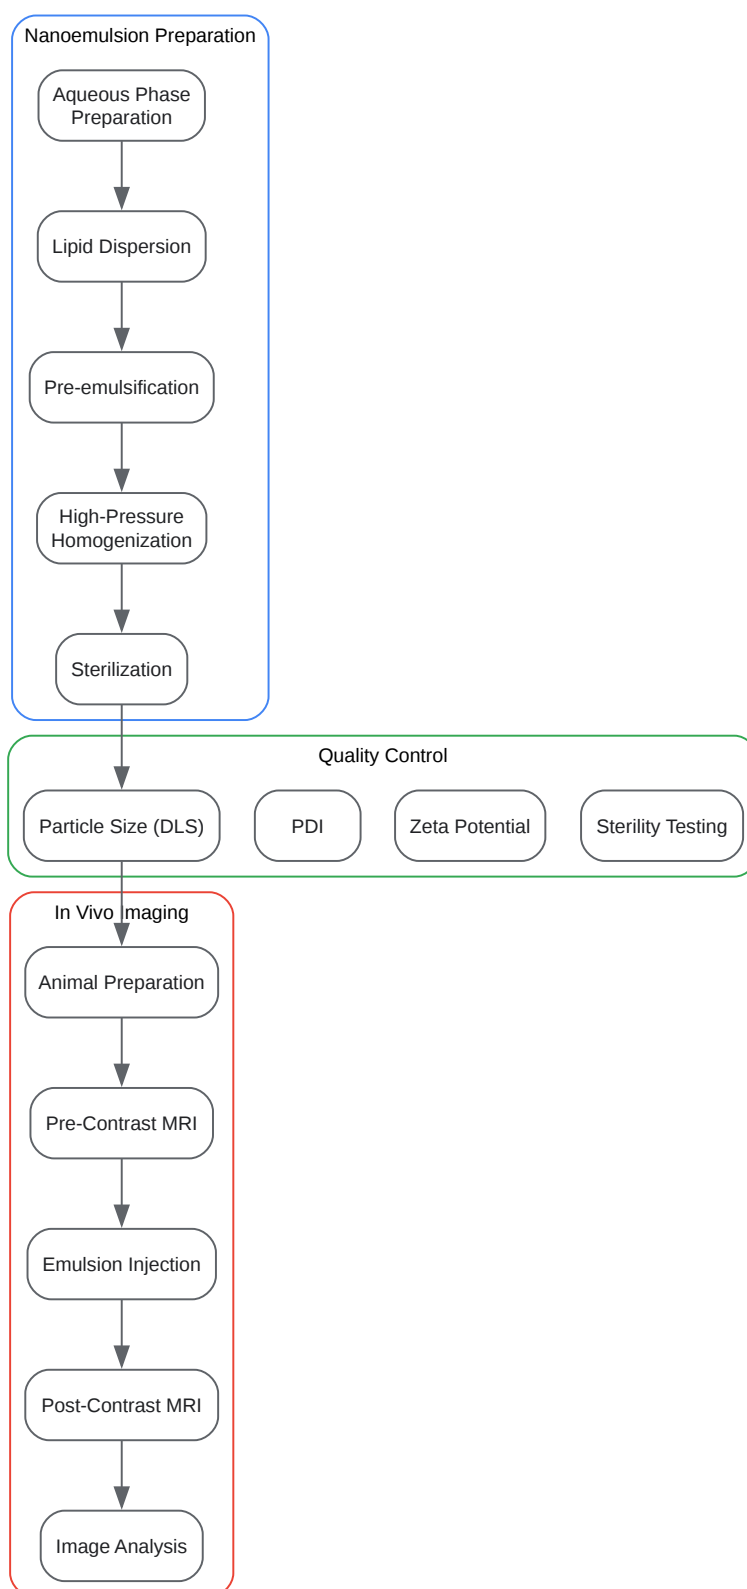 Nanoemulsion Preparation
Aqueous Phase
Preparation
Lipid Dispersion
Pre-emulsification
High-Pressure
Homogenization
Sterilization
Quality Control
Particle Size (DLS)
PDI
Zeta Potential
Sterility Testing
In Vivo Imaging
Animal Preparation
Pre-Contrast MRI
Emulsion Injection
Post-Contrast MRI
Image Analysis